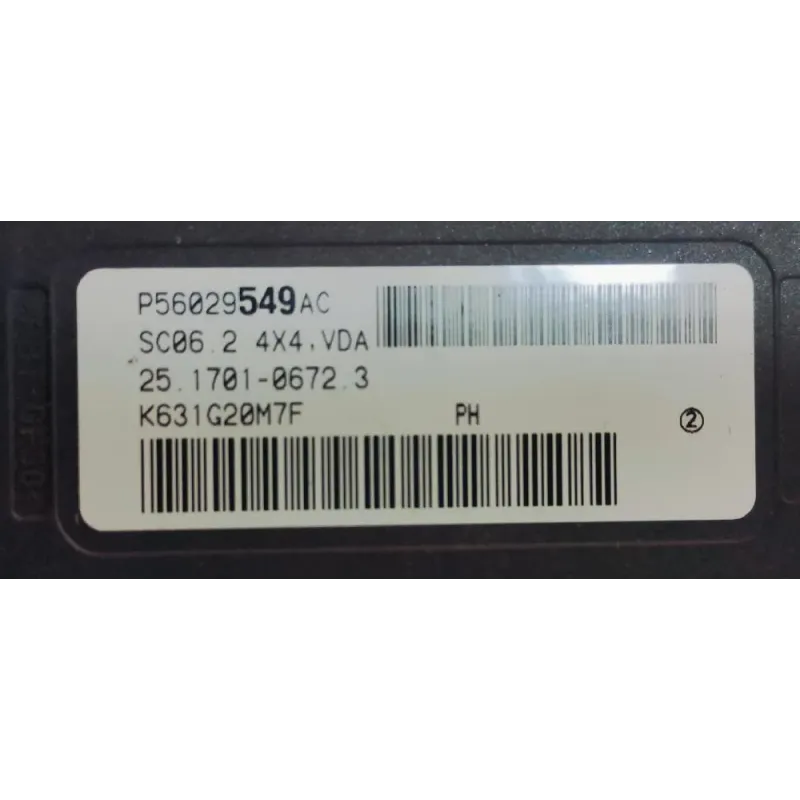 P56029549AC
SC06.2 4X4,VDA
25.1701-0672.3
K631G20M7F PH ②